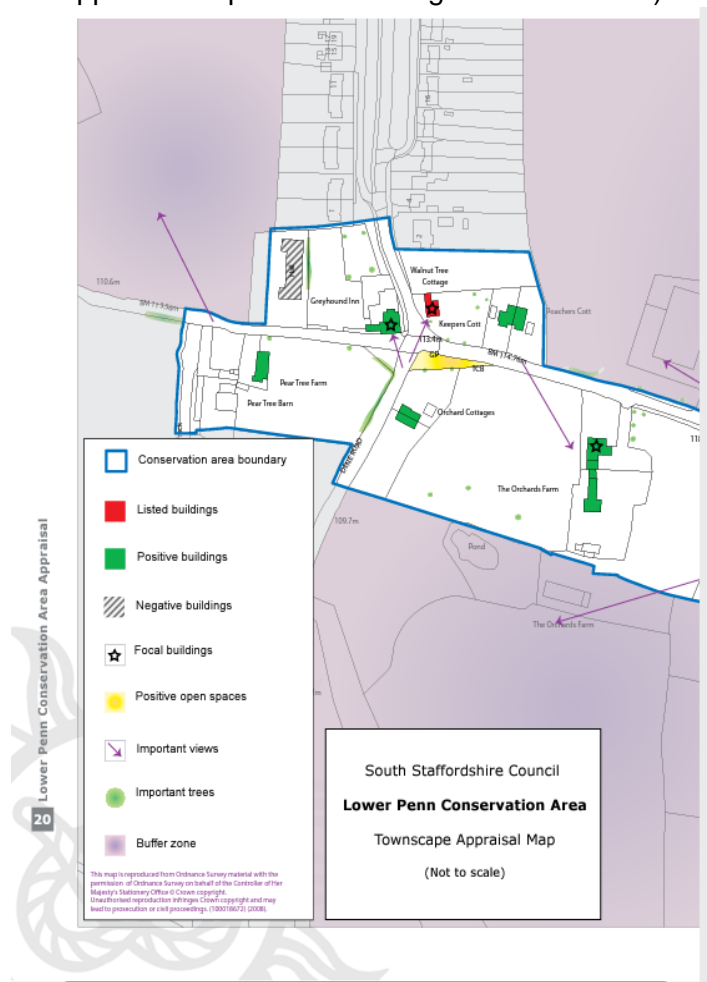 110.6m
BM 113.56m
Greyhound Inn
Walnut Tree
Cottage
Keepers Cott
Poachers Cott
113.4m
GP
TCB
BM 114.76m
Pear Tree Farm
Pear Tree Barn
Orchard Cottages
DENE ROAD
The Orchards Farm
109.7m
Pond
The Orchards Farm
Conservation area boundary
Listed buildings
Positive buildings
Negative buildings
Focal buildings
Positive open spaces
Important views
Important trees
Buffer zone
This map is reproduced from Ordnance Survey material with the
permission of Ordnance Survey on behalf of the Controller of Her
Majesty's Stationery Office © Crown copyright.
Unauthorised reproduction infringes Crown copyright and may
lead to prosecution or civil proceedings. (100018672) (2008).
South Staffordshire Council
Lower Penn Conservation Area
Townscape Appraisal Map
(Not to scale)
Lower Penn Conservation Area Appraisal
20